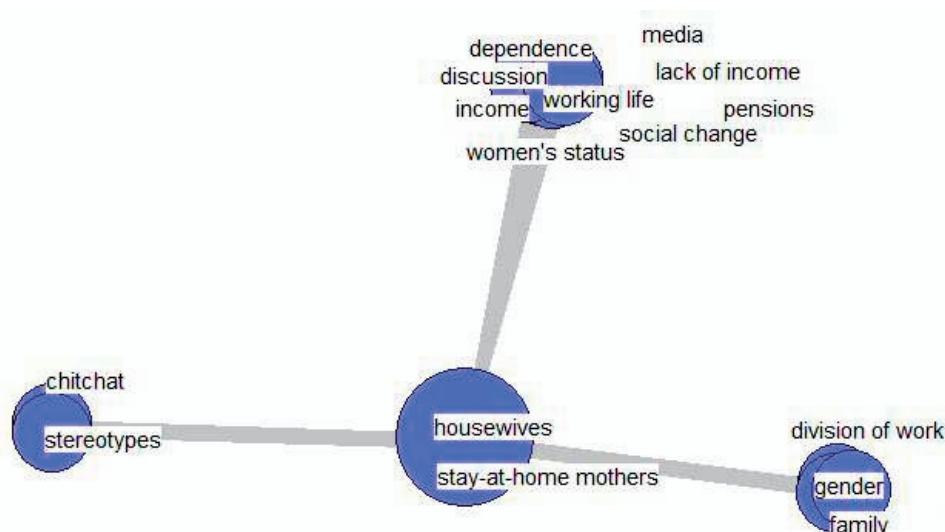 media
dependence
lack of income
discussion
working life
income
pensions
social change
women's status
chitchat
stereotypes
housewives
stay-at-home mothers
division of work
gender
family